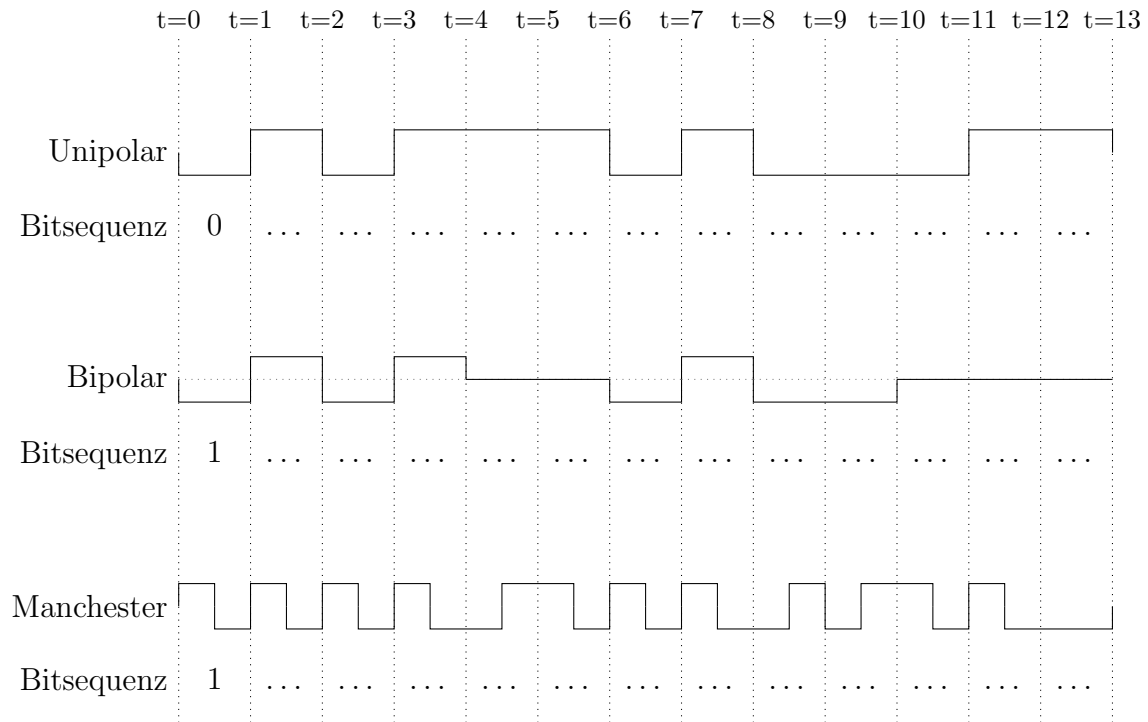 t=0 t=1 t=2 t=3 t=4 t=5 t=6 t=7 t=8 t=9 t=10 t=11 t=12 t=13
Unipolar
Bitsequenz 0 ... ... ... ... ... ... ... ... ... ... ... ...
Bipolar
Bitsequenz 1 ... ... ... ... ... ... ... ... ... ... ... ...
Manchester
Bitsequenz 1 ... ... ... ... ... ... ... ... ... ... ... ...